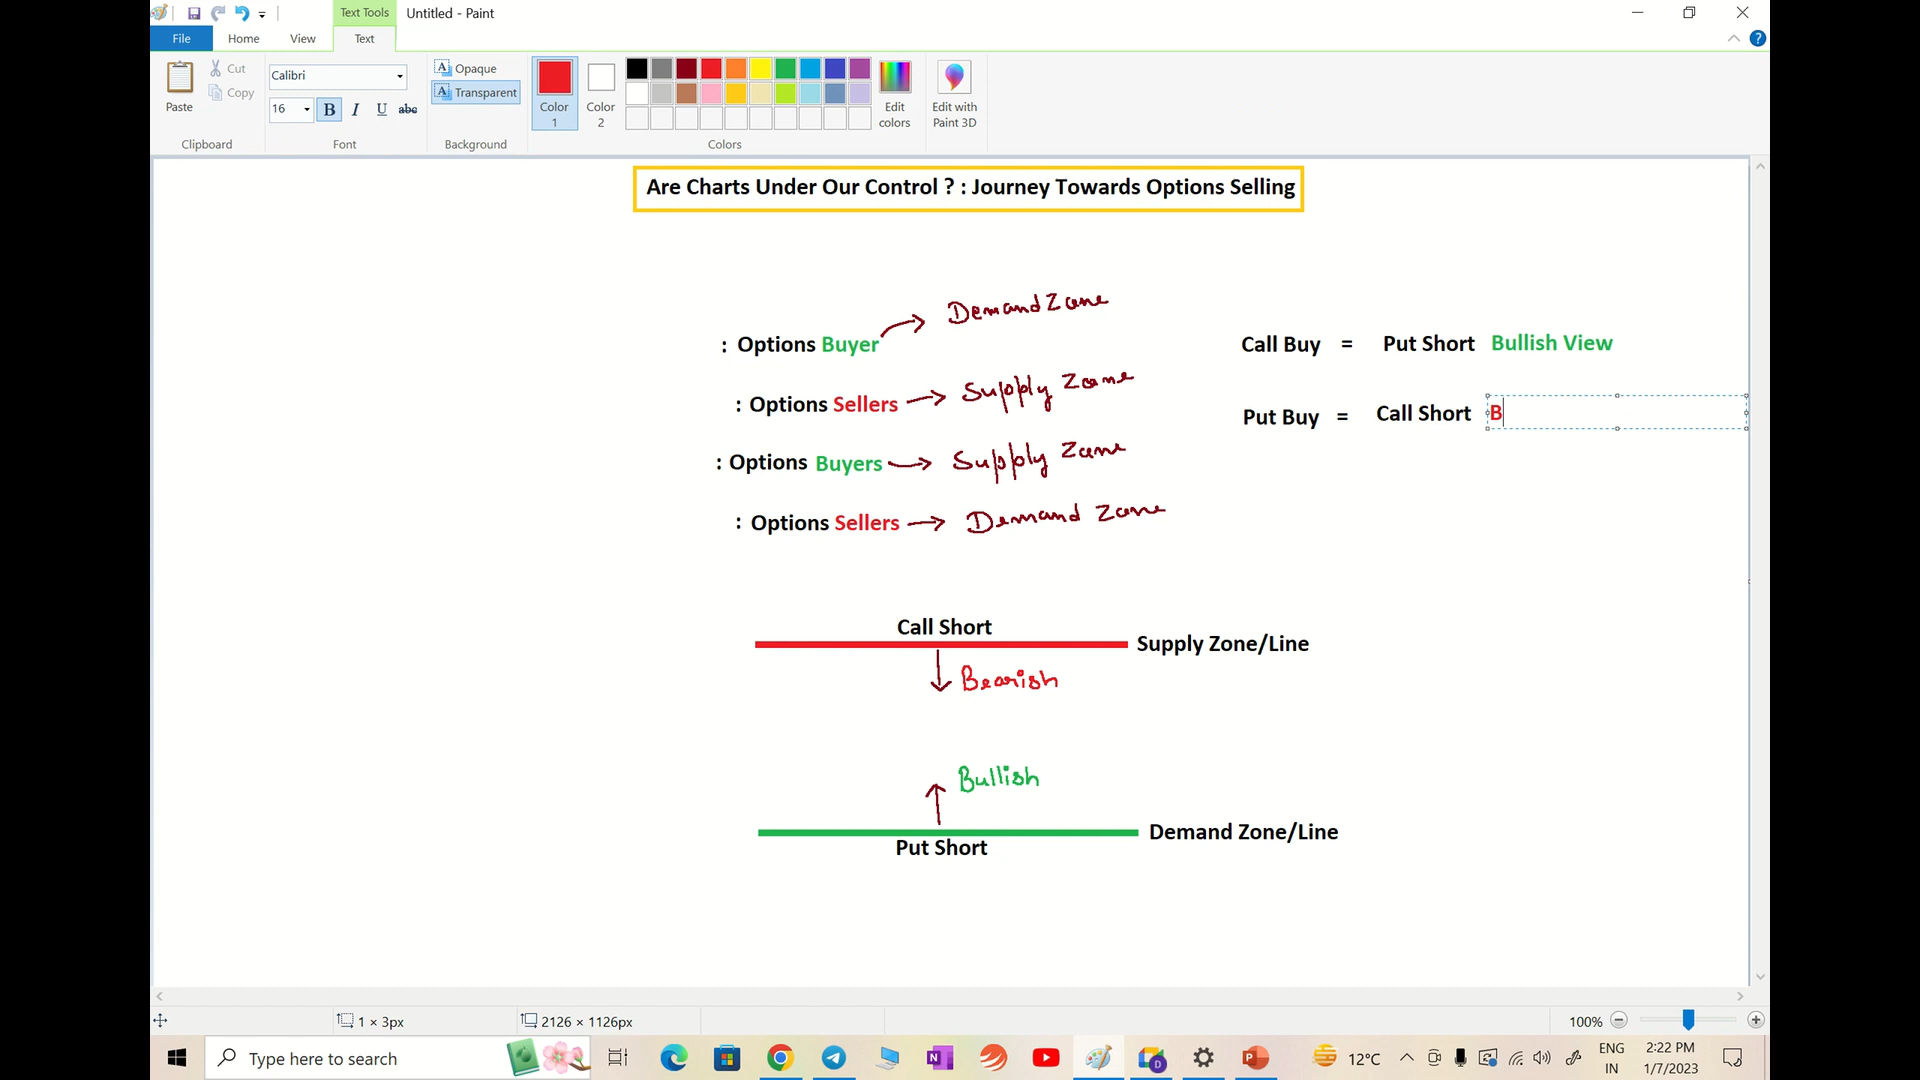 Text Tools
Untitled - Paint
File
Home
View
Text
?
Paste
Cut
Copy
Clipboard
Calibri
16
B
I
U
abc
Font
A Opaque
A Transparent
Background
Color
1
Color
2
Edit
colors
Colors
Edit with
Paint 3D
Are Charts Under Our Control ? : Journey Towards Options Selling
: Options Buyer
Demand Zone
: Options Sellers
Supply Zone
: Options Buyers
Supply Zone
: Options Sellers
Demand Zone
Call Buy = Put Short Bullish View
Put Buy = Call Short B
Call Short
Supply Zone/Line
Bearish
Bullish
Demand Zone/Line
Put Short
1 × 3px
2126 × 1126px
100%
Type here to search
12°C
ENG
IN
2:22 PM
1/7/2023